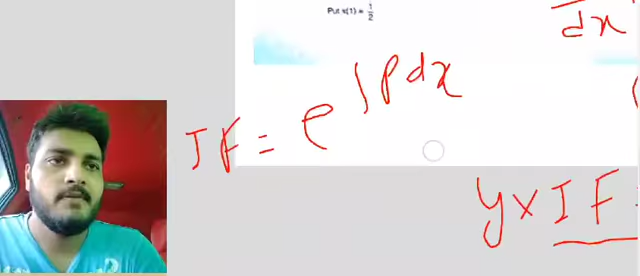 Put v(1) = 1/2
dx
IF = e^∫Pdx
y × IF =